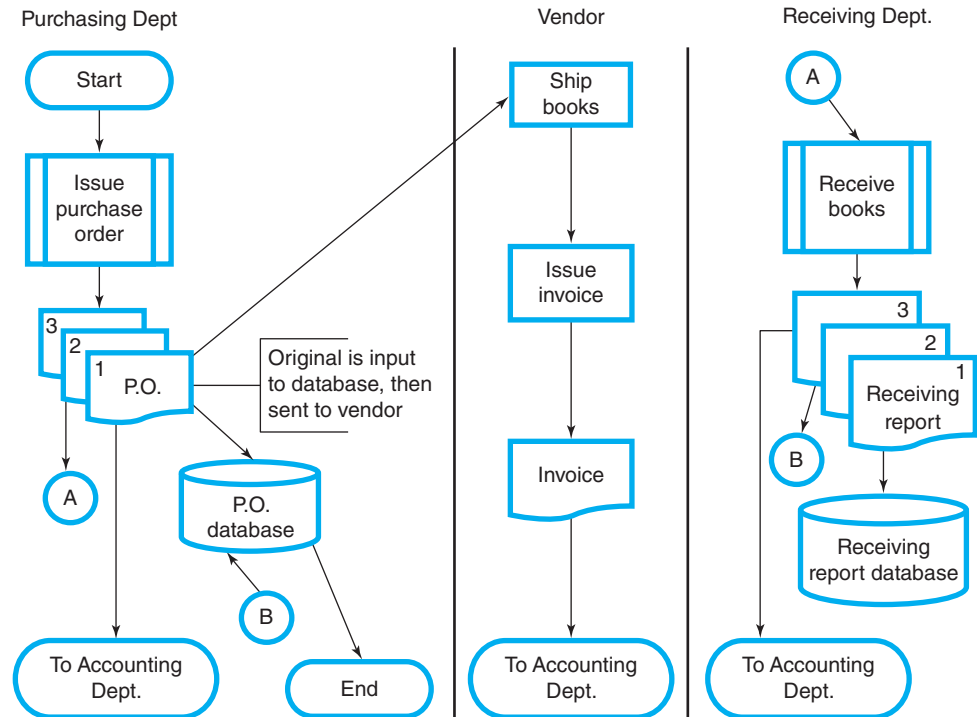 Purchasing Dept
Start
Issue
purchase
order
3
2
1
P.O.
Original is input
to database, then
sent to vendor
A
P.O.
database
B
To Accounting
Dept.
End
Vendor
Ship
books
Issue
invoice
Invoice
To Accounting
Dept.
Receiving Dept.
A
Receive
books
3
2
1
Receiving
report
B
Receiving
report database
To Accounting
Dept.